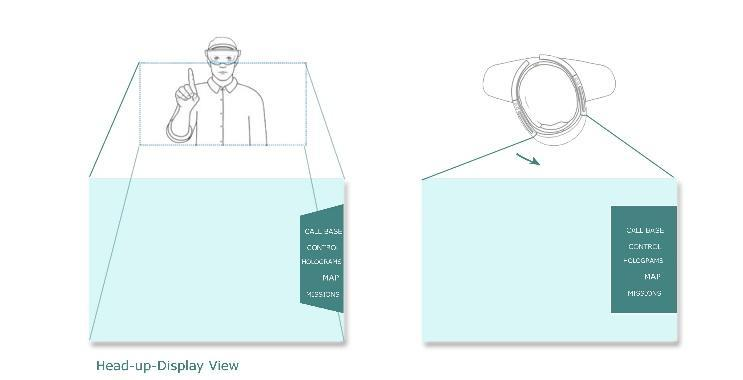 CALL BASE
CONTROL
HOLOGRAMS
MAP
MISSIONS
CALL BASE
CONTROL
HOLOGRAMS
MAP
MISSIONS
Head-up-Display View